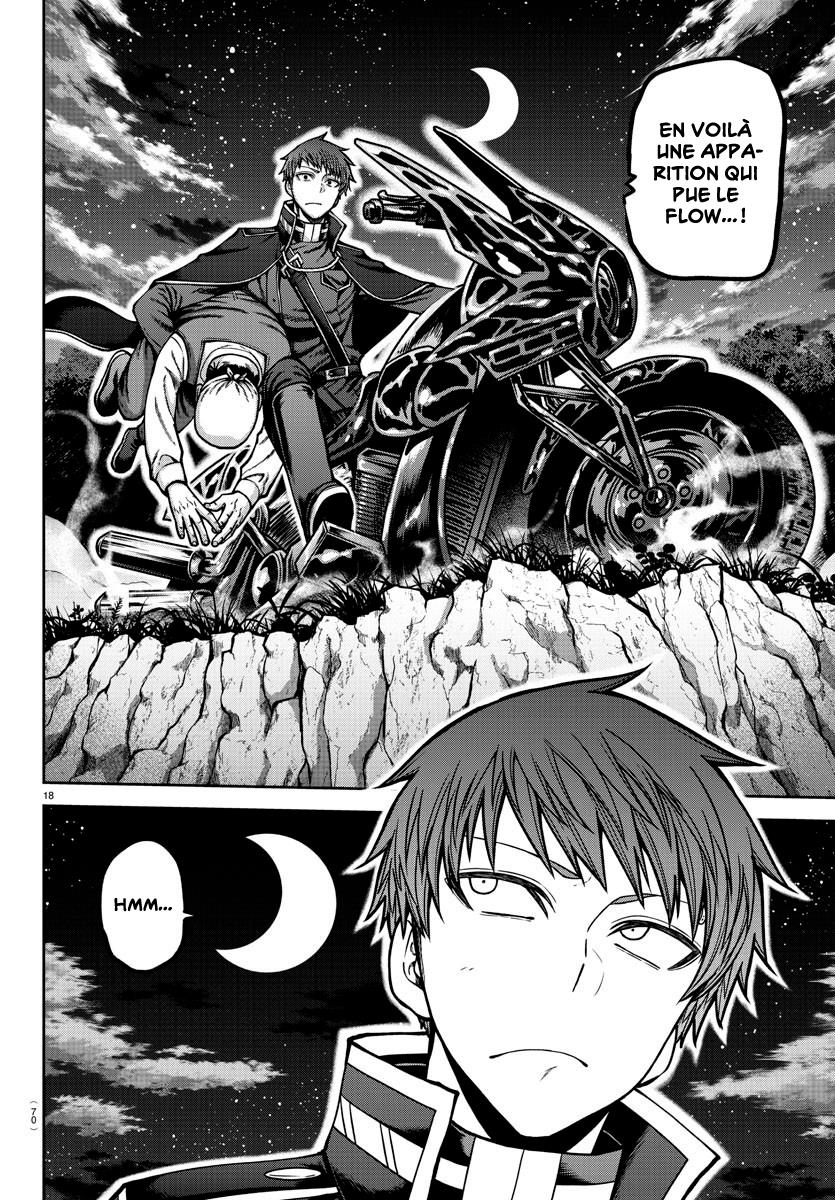 EN VOILÀ
UNE APPA-
RITION QUI
PUE LE
FLOW...!
18
HMM...
(70)